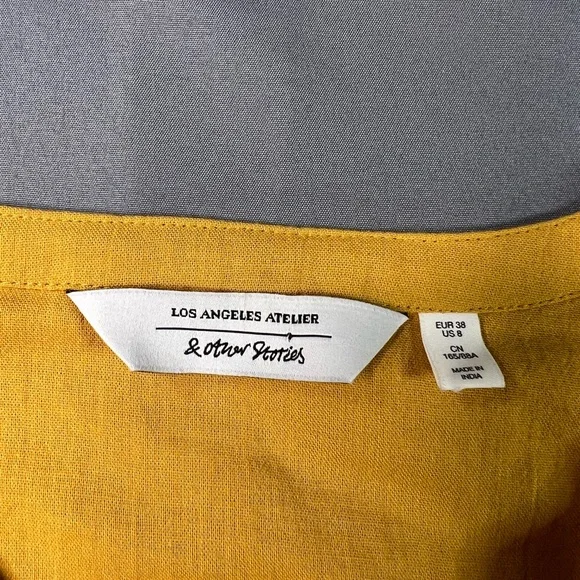 LOS ANGELES ATELIER
& Other Stories
EUR 38
US 8
CN
165/88A
MADE IN
INDIA